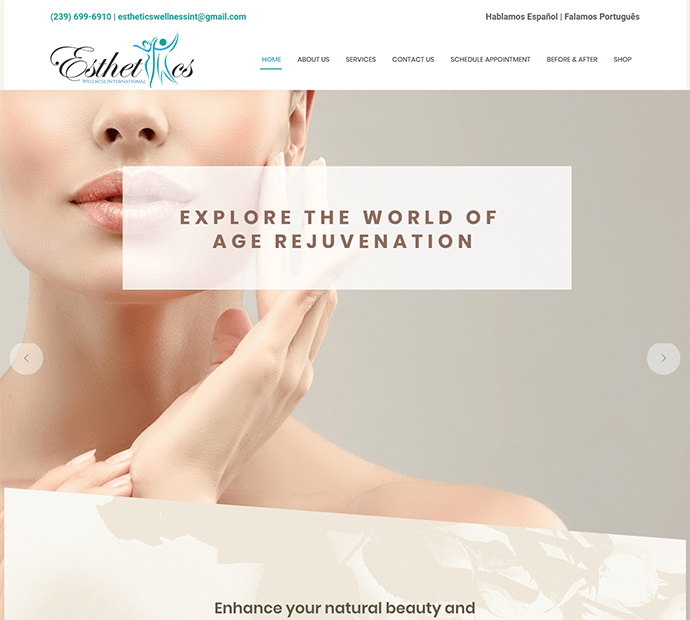 (239) 699-6910 | estheticswellnessint@gmail.com
Hablamos Español | Falamos Português
Esthetics
WELLNESS INTERNATIONAL
HOME ABOUT US SERVICES CONTACT US SCHEDULE APPOINTMENT BEFORE & AFTER SHOP
EXPLORE THE WORLD OF
AGE REJUVENATION
Enhance your natural beauty and